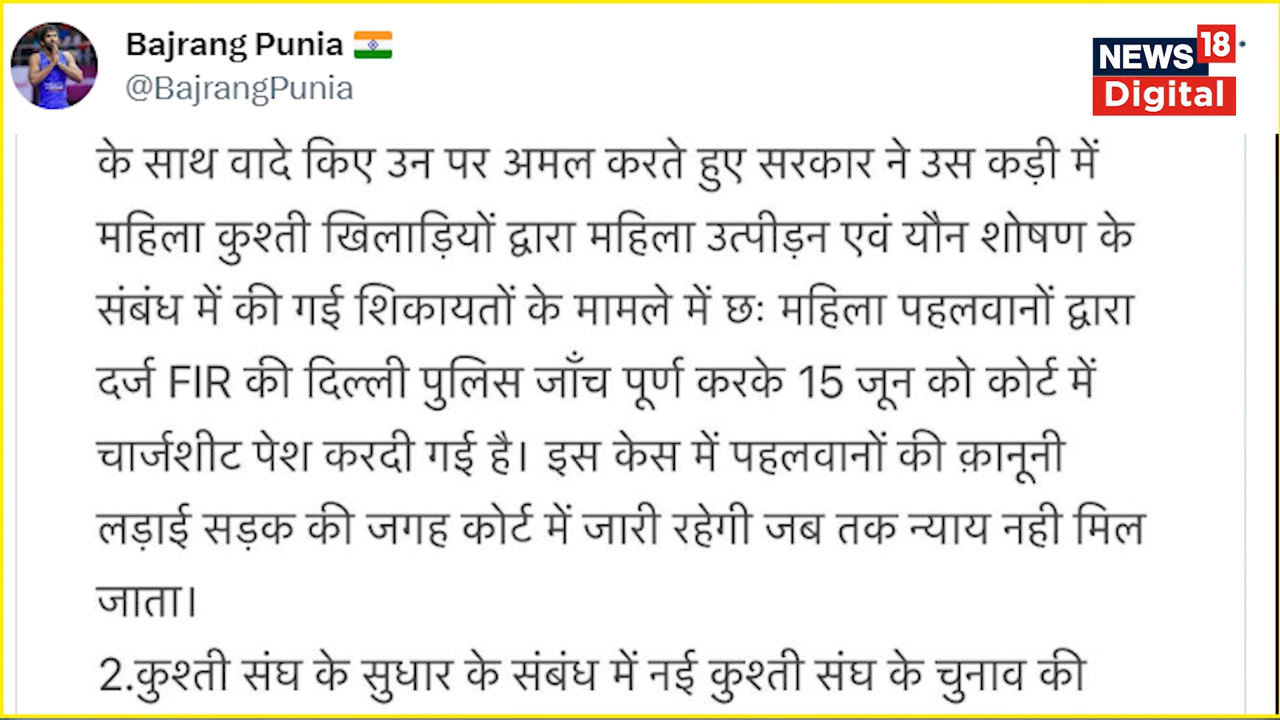 Bajrang Punia
@BajrangPunia
NEWS 18
Digital
के साथ वादे किए उन पर अमल करते हुए सरकार ने उस कड़ी में
महिला कुश्ती खिलाड़ियों द्वारा महिला उत्पीड़न एवं यौन शोषण के
संबंध में की गई शिकायतों के मामले में छः महिला पहलवानों द्वारा
दर्ज FIR की दिल्ली पुलिस जाँच पूर्ण करके 15 जून को कोर्ट में
चार्जशीट पेश करदी गई है। इस केस में पहलवानों की क़ानूनी
लड़ाई सड़क की जगह कोर्ट में जारी रहेगी जब तक न्याय नही मिल
जाता।
2.कुश्ती संघ के सुधार के संबंध में नई कुश्ती संघ के चुनाव की